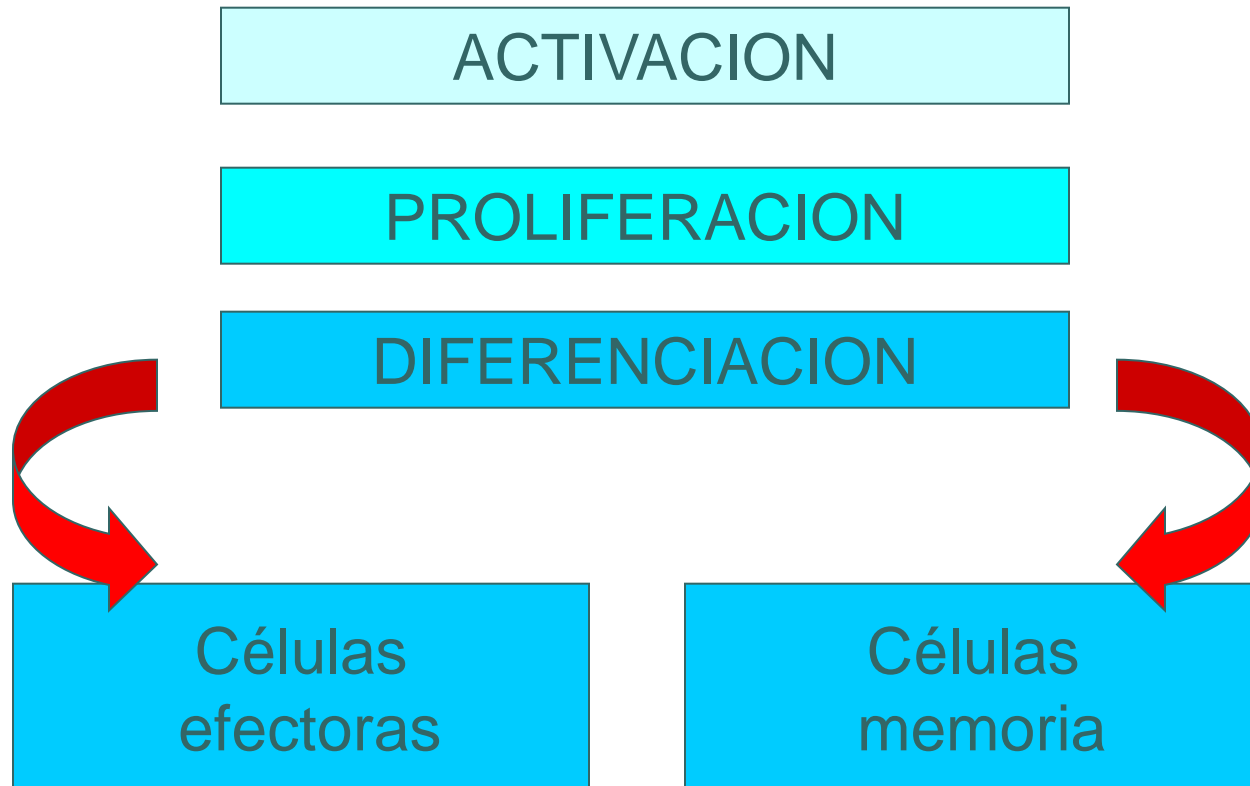 ACTIVACION
PROLIFERACION
DIFERENCIACION
Células
efectoras
Células
memoria